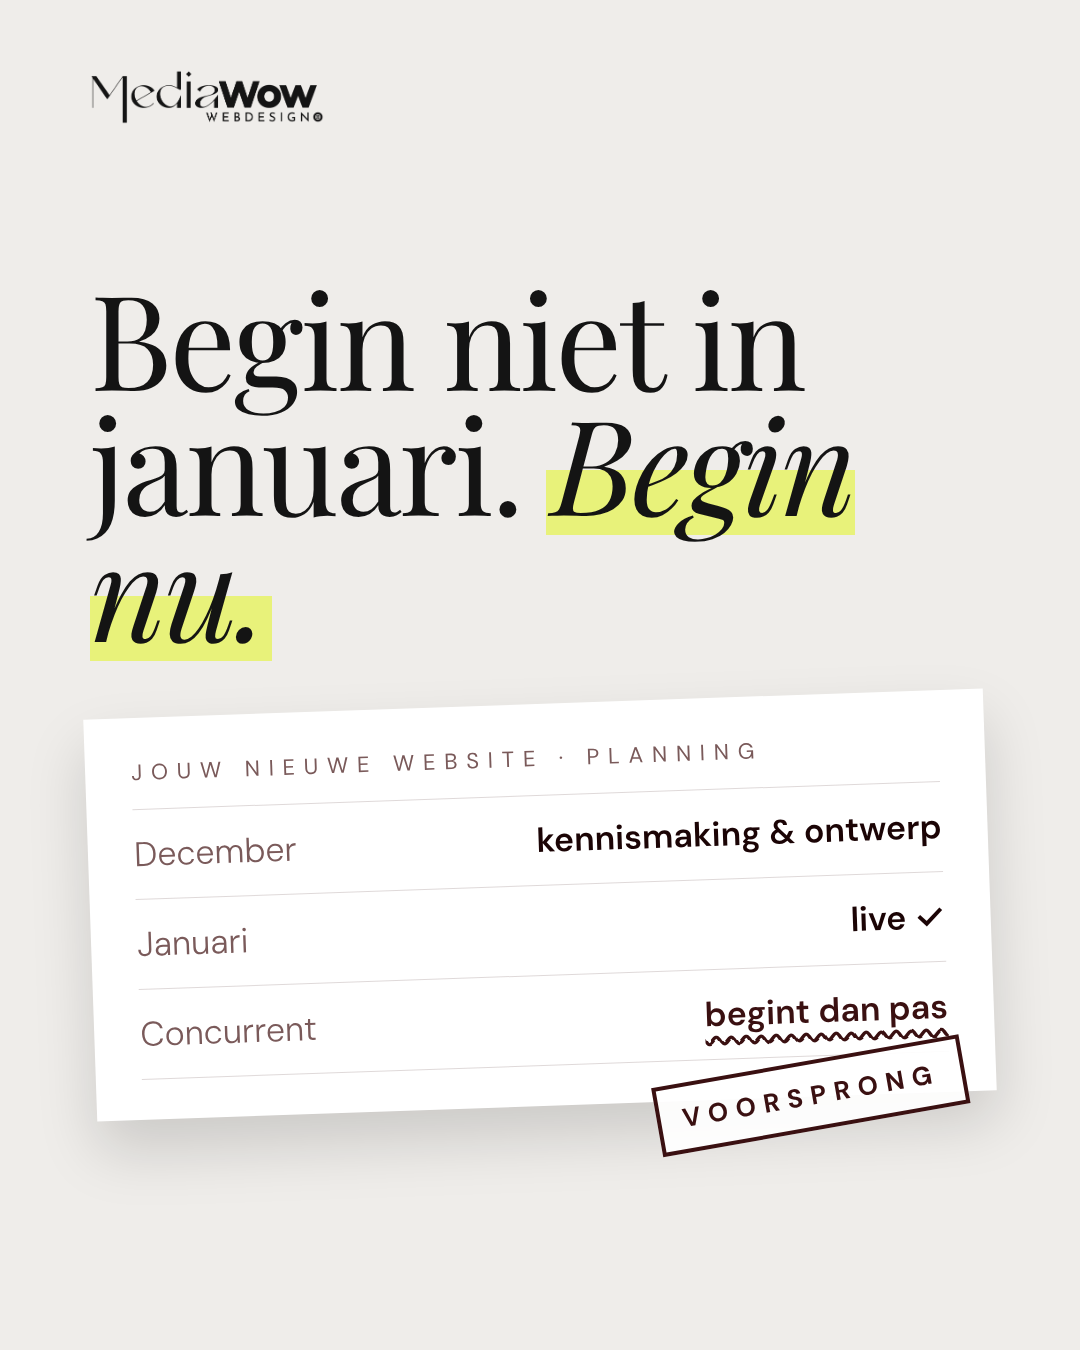 MediaWow
WEBDESIGN
Begin niet in
januari. Begin
nu.
JOUW NIEUWE WEBSITE · PLANNING
December kennismaking & ontwerp
Januari live ✓
Concurrent begint dan pas
VOORSPRONG